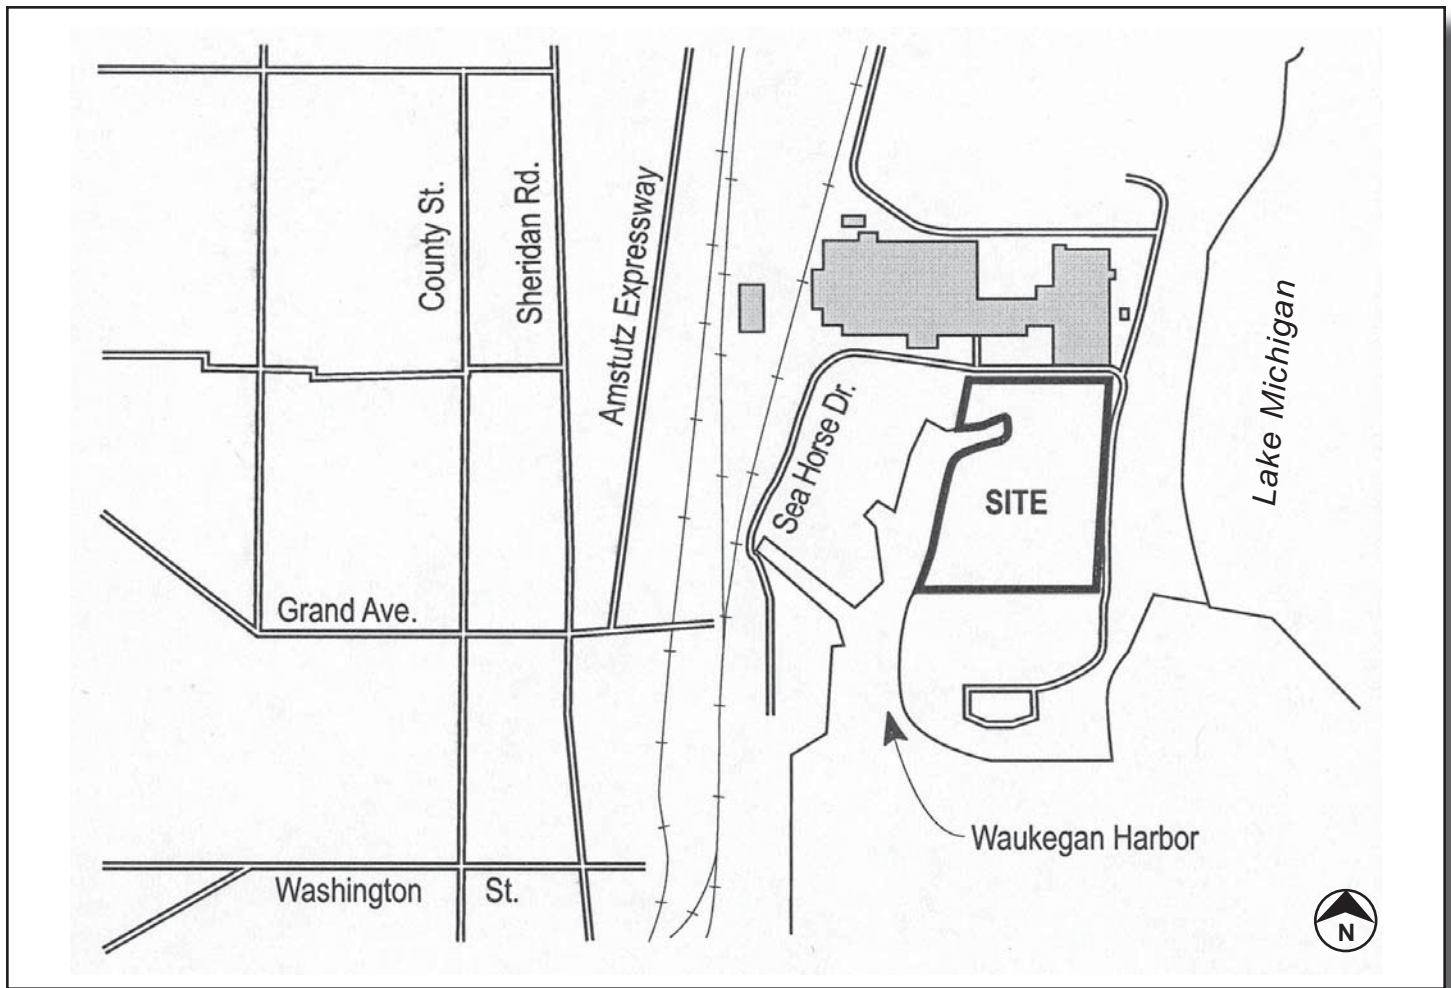 County St.
Sheridan Rd.
Amstutz Expressway
Lake Michigan
Sea Horse Dr.
SITE
Grand Ave.
Waukegan Harbor
Washington St.
N